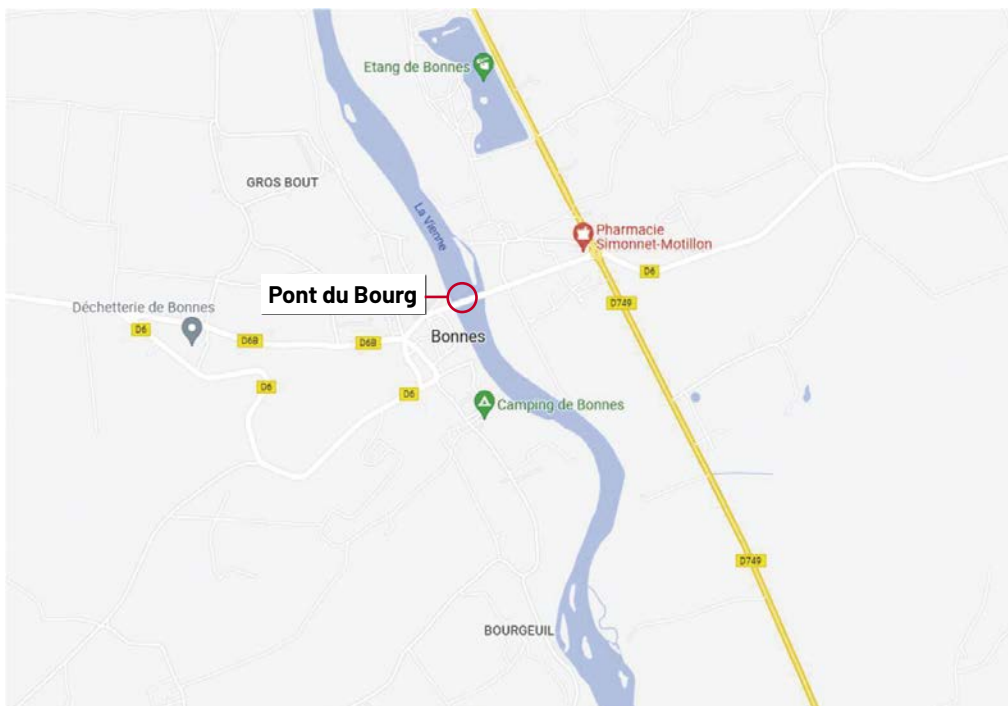 Etang de Bonnes
GROS BOUT
La Vienne
Pharmacie
Simonnet-Motillon
D6
Pont du Bourg
D749
Déchetterie de Bonnes
D6
D6B
D6B
Bonnes
D6
D6
Camping de Bonnes
D749
BOURGEUIL